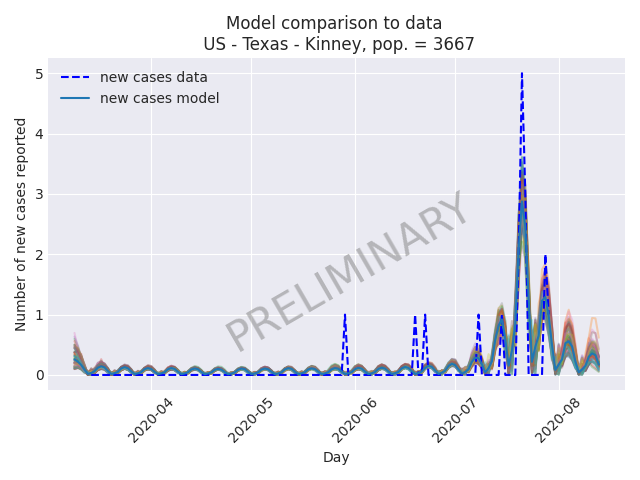 Model comparison to data
US - Texas - Kinney, pop. = 3667
new cases data
new cases model
5
4
3
2
1
0
Number of new cases reported
PRELIMINARY
2020-04
2020-05
2020-06
2020-07
2020-08
Day